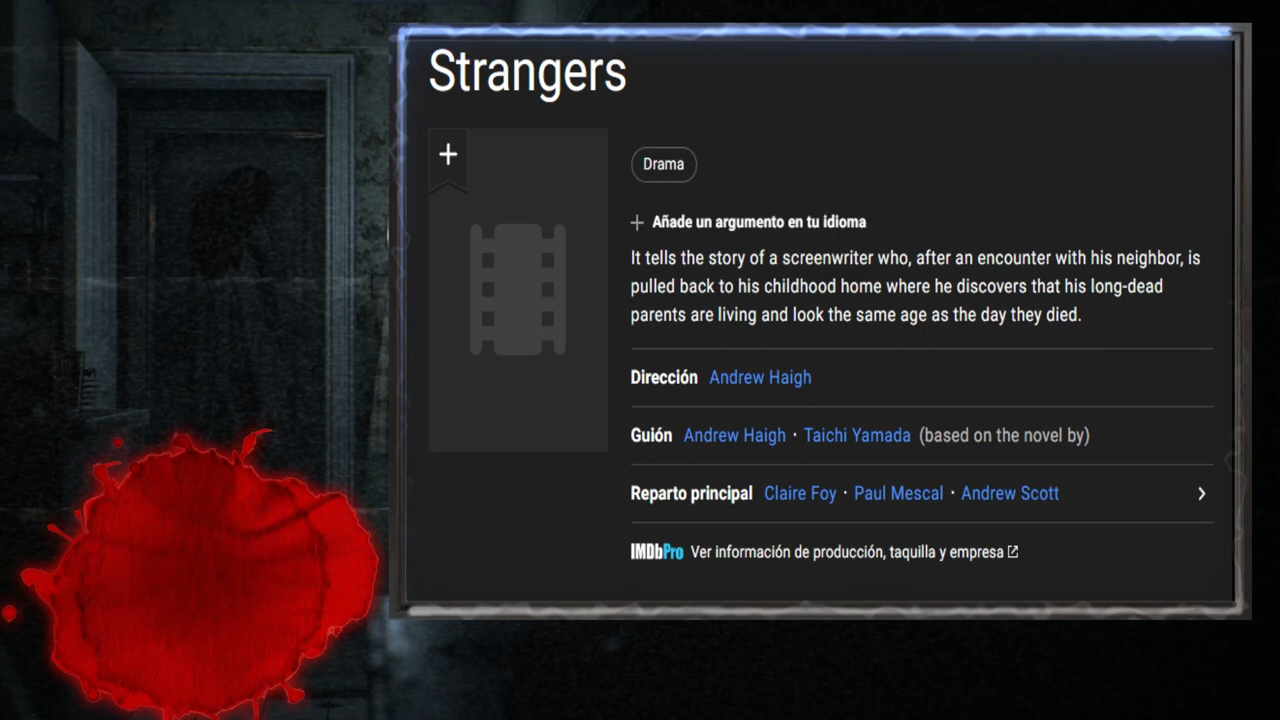 Strangers
+
Drama
+ Añade un argumento en tu idioma
It tells the story of a screenwriter who, after an encounter with his neighbor, is
pulled back to his childhood home where he discovers that his long-dead
parents are living and look the same age as the day they died.
Dirección Andrew Haigh
Guión Andrew Haigh · Taichi Yamada (based on the novel by)
Reparto principal Claire Foy · Paul Mescal · Andrew Scott
IMDbPro Ver información de producción, taquilla y empresa